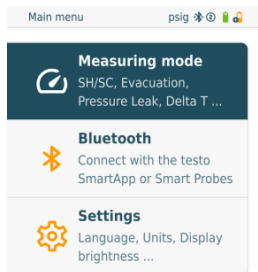 Main menu psig
Measuring mode
SH/SC, Evacuation,
Pressure Leak, Delta T ...
Bluetooth
Connect with the testo
SmartApp or Smart Probes
Settings
Language, Units, Display
brightness ...